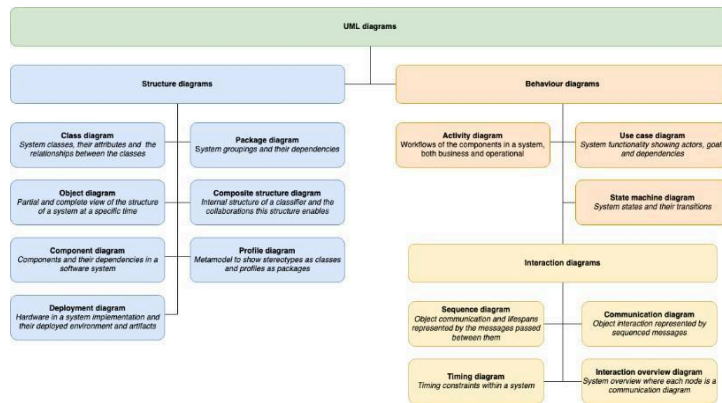 UML diagrams
Structure diagrams
Behaviour diagrams
Class diagram
System classes, their attributes and the
relationships between the classes
Package diagram
System groupings and their dependencies
Activity diagram
Workflows of the components in a system,
both business and operational
Use case diagram
System functionality showing actors, goals
and dependencies
Object diagram
Partial and complete view of the structure
of a system at a specific time
Composite structure diagram
Internal structure of a classifier and the
collaborations this structure enables
State machine diagram
System states and their transitions
Component diagram
Components and their dependencies in a
software system
Profile diagram
Metamodel to show stereotypes as classes
and profiles as packages
Interaction diagrams
Deployment diagram
Hardware in a system implementation and
their deployed environment and artifacts
Sequence diagram
Object communication and lifespans
represented by the messages passed
between them
Communication diagram
Object interaction represented by
sequenced messages
Timing diagram
Timing constraints within a system
Interaction overview diagram
System overview where each node is a
communication diagram